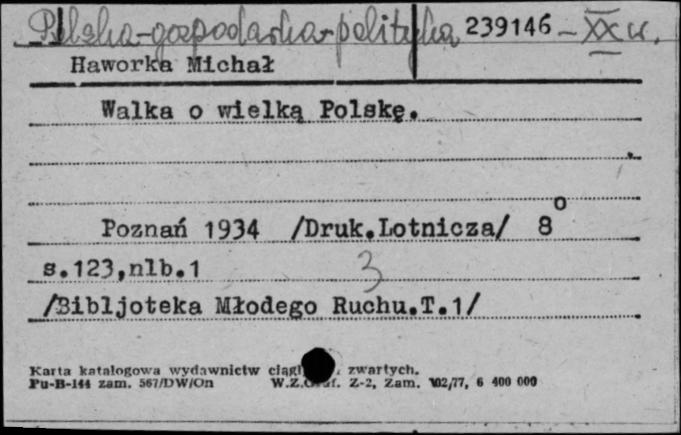 Polska-gospodarka-polityka 239146 - XX w.
Haworka Michał
Walka o wielką Polskę.
Poznań 1934 /Druk.Lotnicza/ 8o
s.123,nlb.1 3
/Bibljoteka Młodego Ruchu.T.1/
Karta katalogowa wydawnictw zwartych.
Pu-B-144 zam. 567/DW/On Z-2, Zam. 102/77, 6 400 000